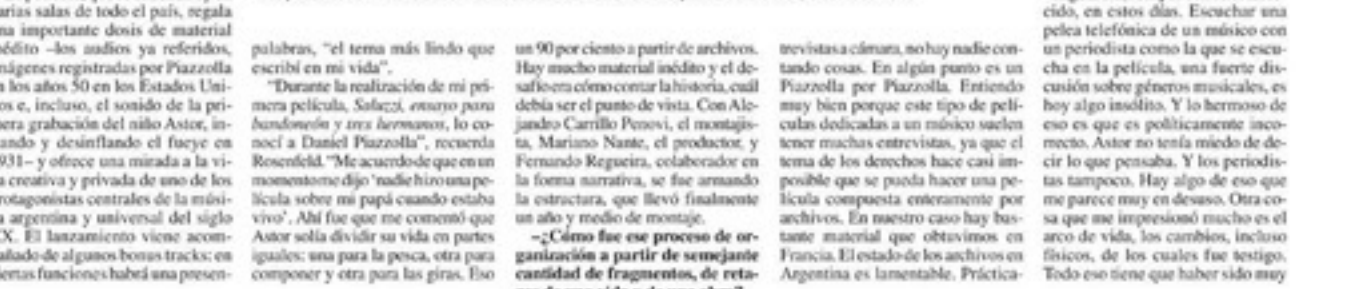 arias salas de todo el país, regala
na importante dosis de material
édito –los audios ya referidos,
nágenes registradas por Piazzolla
n los años 50 en los Estados Uni-
os e, incluso, el sonido de la pri-
era grabación del niño Astor, in-
ando y desinflando el fueye en
931– y ofrece una mirada a la vi-
a creativa y privada de uno de los
rotagonistas centrales de la músi-
a argentina y universal del siglo
X. El lanzamiento viene acom-
añado de algunos bonus tracks: en
iertas funciones habrá una presen-
palabras, “el tema más lindo que
escribí en mi vida”.
“Durante la realización de mi pri-
mera película, Saluzzi, ensayo para
bandoneón y tres hermanos, lo co-
nocí a Daniel Piazzolla”, recuerda
Rosenfeld. “Me acuerdo de que en un
momento me dijo ‘nadie hizo una pe-
lícula sobre mi papá cuando estaba
vivo’. Ahí fue que me comentó que
Astor solía dividir su vida en partes
iguales: una para la pesca, otra para
componer y otra para las giras. Eso
un 90 por ciento a partir de archivos.
Hay mucho material inédito y el de-
safío era cómo contar la historia, cuál
debía ser el punto de vista. Con Ale-
jandro Carrillo Penovi, el montajis-
ta, Mariano Nante, el productor, y
Fernando Regueira, colaborador en
la forma narrativa, se fue armando
la estructura, que llevó finalmente
un año y medio de montaje.
–¿Cómo fue ese proceso de or-
ganización a partir de semejante
cantidad de fragmentos, de reta-
trevistas a cámara, no hay nadie con-
tando cosas. En algún punto es un
Piazzolla por Piazzolla. Entiendo
muy bien porque este tipo de pelí-
culas dedicadas a un músico suelen
tener muchas entrevistas, ya que el
tema de los derechos hace casi im-
posible que se pueda hacer una pe-
lícula compuesta enteramente por
archivos. En nuestro caso hay bas-
tante material que obtuvimos en
Francia. El estado de los archivos en
Argentina es lamentable. Práctica-
cido, en estos días. Escuchar una
pelea telefónica de un músico con
un periodista como la que se escu-
cha en la película, una fuerte dis-
cusión sobre géneros musicales, es
hoy algo insólito. Y lo hermoso de
eso es que es políticamente inco-
rrecto. Astor no tenía miedo de de-
cir lo que pensaba. Y los periodis-
tas tampoco. Hay algo de eso que
me parece muy en desuso. Otra co-
sa que me impresionó mucho es el
arco de vida, los cambios, incluso
físicos, de los cuales fue testigo.
Todo eso tiene que haber sido muy